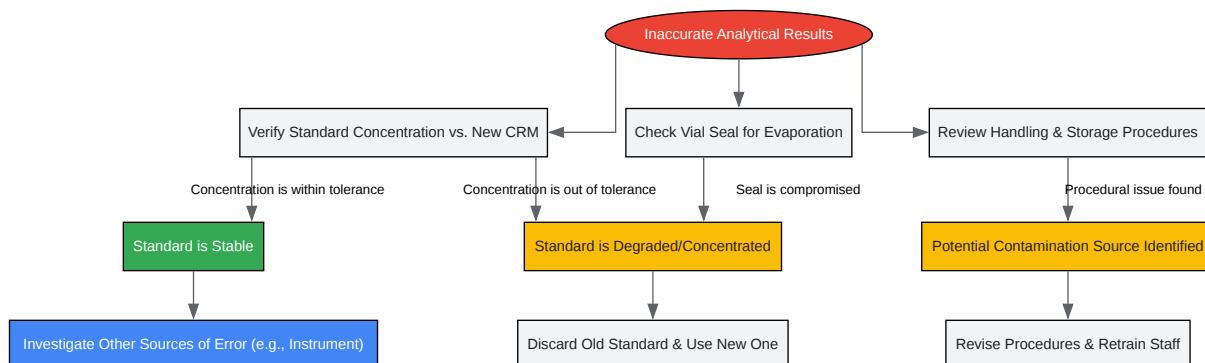 Inaccurate Analytical Results
Verify Standard Concentration vs. New CRM
Check Vial Seal for Evaporation
Review Handling & Storage Procedures
Concentration is within tolerance
Concentration is out of tolerance
Seal is compromised
Procedural issue found
Standard is Stable
Standard is Degraded/Concentrated
Potential Contamination Source Identified
Investigate Other Sources of Error (e.g., Instrument)
Discard Old Standard & Use New One
Revise Procedures & Retrain Staff